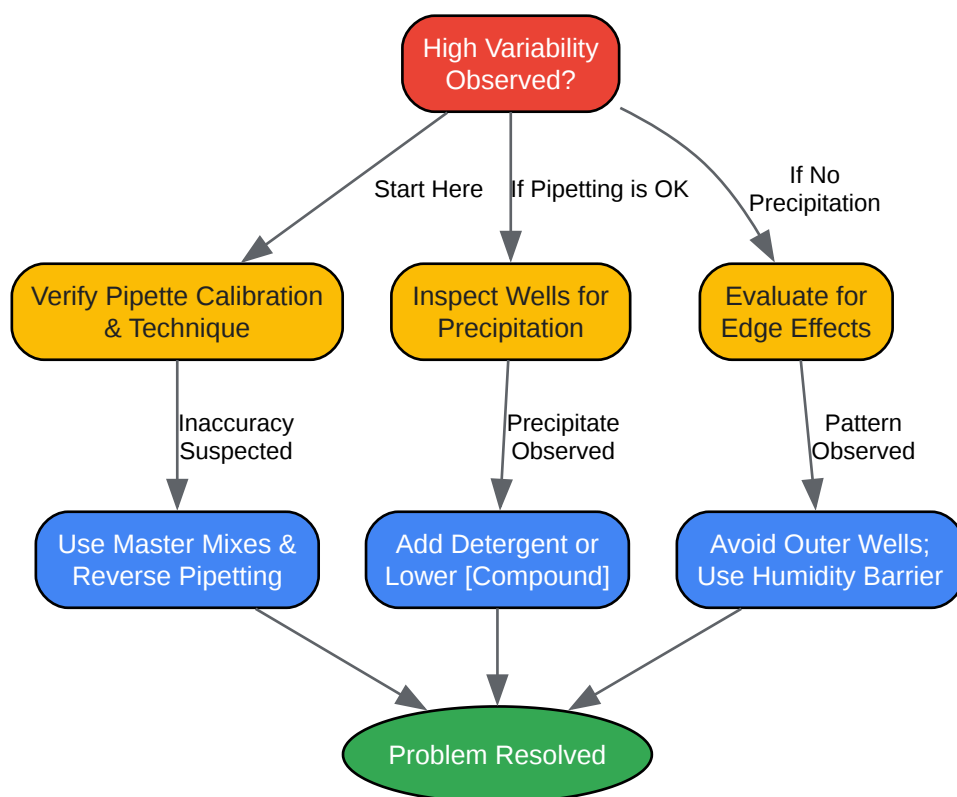 High Variability
Observed?
Start Here
If Pipetting is OK
If No
Precipitation
Verify Pipette Calibration
& Technique
Inspect Wells for
Precipitation
Evaluate for
Edge Effects
Inaccuracy
Suspected
Precipitate
Observed
Pattern
Observed
Use Master Mixes &
Reverse Pipetting
Add Detergent or
Lower [Compound]
Avoid Outer Wells;
Use Humidity Barrier
Problem Resolved